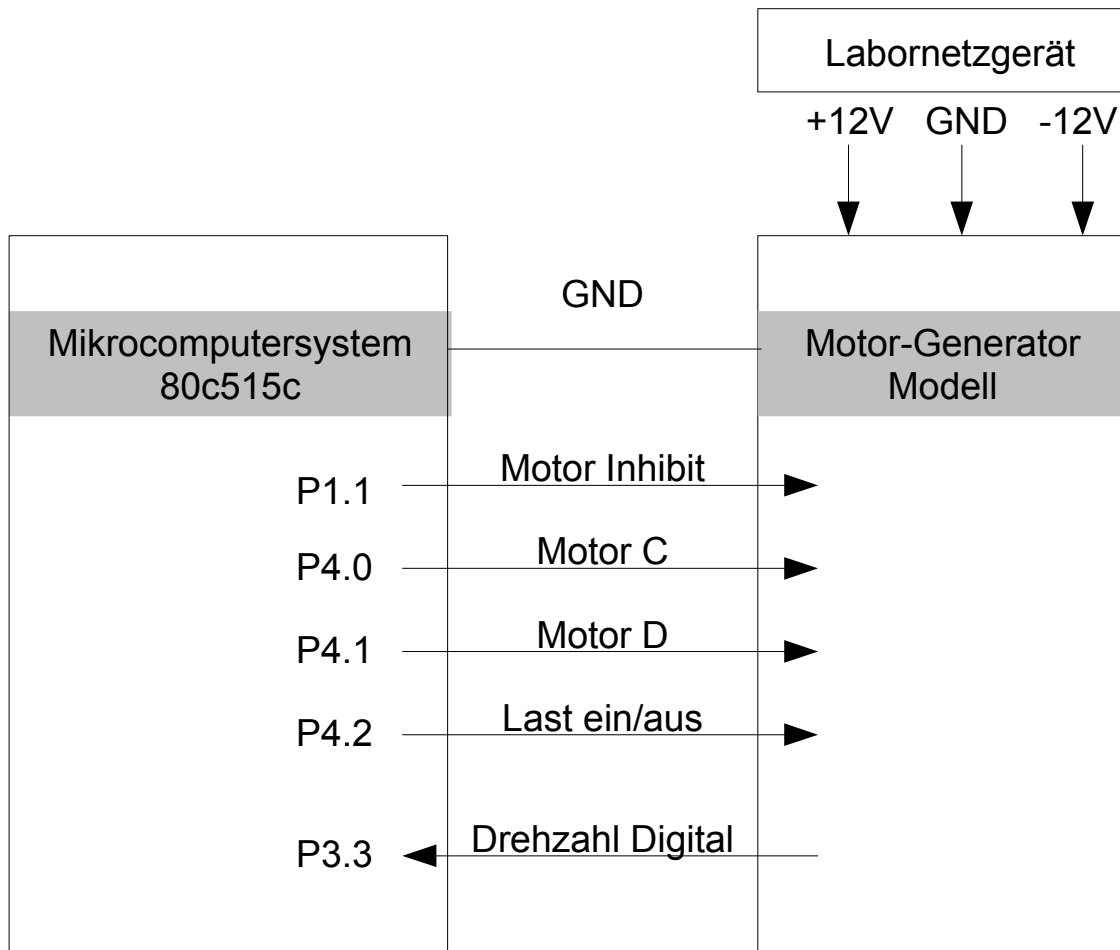 Labornetzgerät
+12V GND -12V
GND
Mikrocomputersystem
80c515c
Motor-Generator
Modell
P1.1 Motor Inhibit
P4.0 Motor C
P4.1 Motor D
P4.2 Last ein/aus
P3.3 Drehzahl Digital